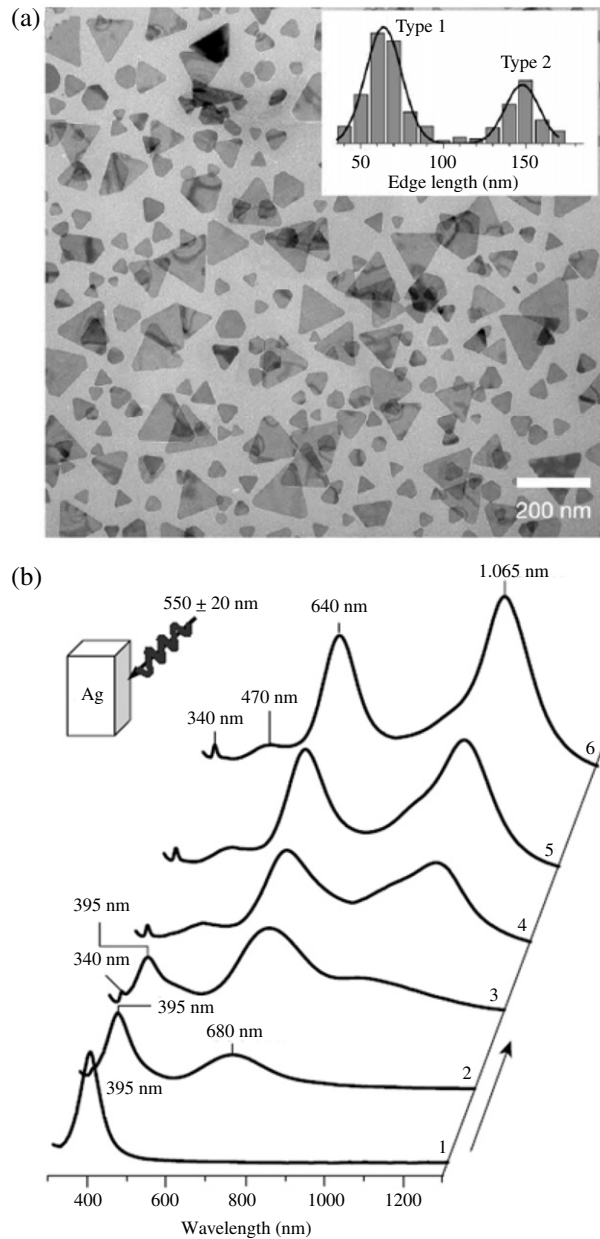 (a)
Type 1
Type 2
50 100 150
Edge length (nm)
200 nm
(b)
550 ± 20 nm
Ag
340 nm
470 nm
640 nm
1.065 nm
6
5
4
395 nm
340 nm
3
395 nm
680 nm
2
395 nm
1
400 600 800 1000 1200
Wavelength (nm)